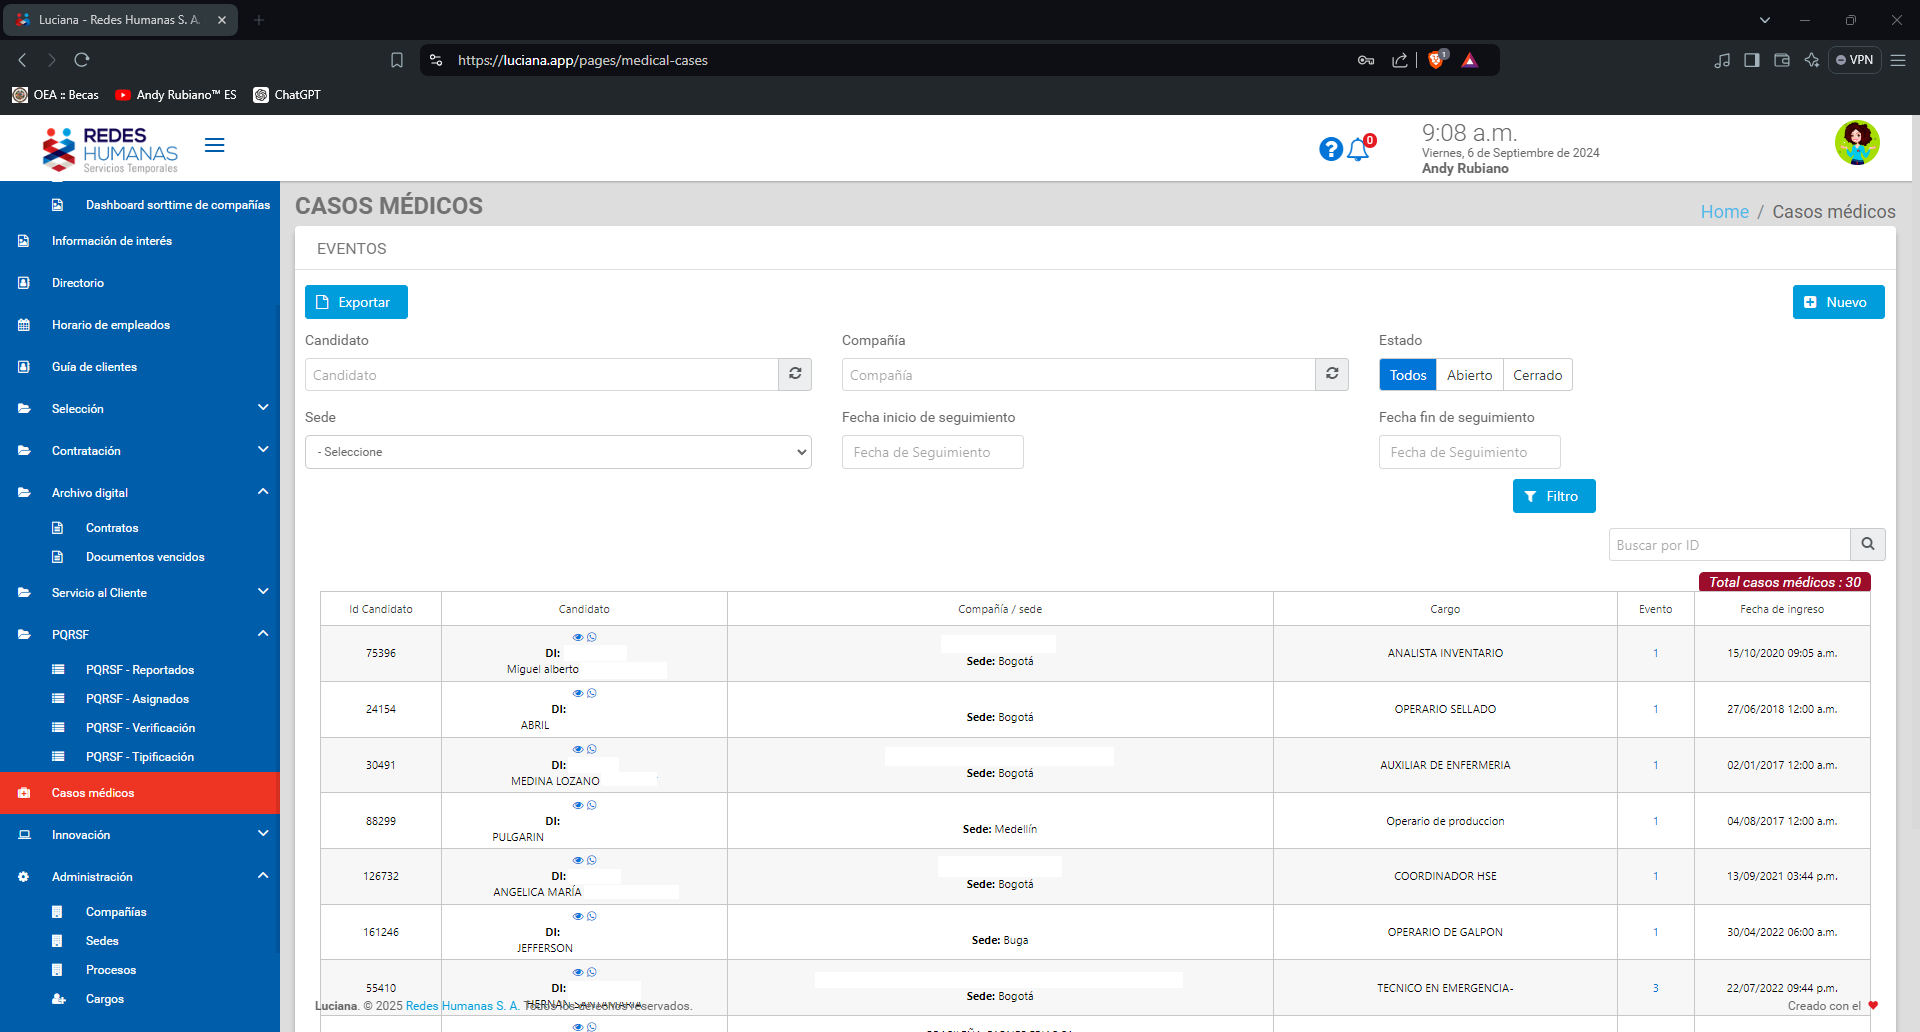 Luciana - Redes Humanas S. A.
https://luciana.app/pages/medical-cases
1
VPN
OEA :: Becas
Andy Rubiano™ ES
ChatGPT
REDES
HUMANAS
Servicios Temporales
?
0
9:08 a.m.
Viernes, 6 de Septiembre de 2024
Andy Rubiano
Dashboard sorttime de compañías
Información de interés
Directorio
Horario de empleados
Guía de clientes
Selección
Contratación
Archivo digital
Contratos
Documentos vencidos
Servicio al Cliente
PQRSF
PQRSF - Reportados
PQRSF - Asignados
PQRSF - Verificación
PQRSF - Tipificación
Casos médicos
Innovación
Administración
Compañías
Sedes
Procesos
Cargos
CASOS MÉDICOS
Home / Casos médicos
EVENTOS
Exportar
Nuevo
Candidato
Compañía
Estado
Candidato
Compañía
Todos Abierto Cerrado
Sede
Fecha inicio de seguimiento
Fecha fin de seguimiento
- Seleccione
Fecha de Seguimiento
Fecha de Seguimiento
Filtro
Buscar por ID
Total casos médicos : 30
Id Candidato Candidato Compañía / sede Cargo Evento Fecha de ingreso
75396 DI: Miguel alberto Sede: Bogotá ANALISTA INVENTARIO 1 15/10/2020 09:05 a.m.
24154 DI: ABRIL Sede: Bogotá OPERARIO SELLADO 1 27/06/2018 12:00 a.m.
30491 DI: MEDINA LOZANO Sede: Bogotá AUXILIAR DE ENFERMERIA 1 02/01/2017 12:00 a.m.
88299 DI: PULGARIN Sede: Medellín Operario de produccion 1 04/08/2017 12:00 a.m.
126732 DI: ANGELICA MARÍA Sede: Bogotá COORDINADOR HSE 1 13/09/2021 03:44 p.m.
161246 DI: JEFFERSON Sede: Buga OPERARIO DE GALPON 1 30/04/2022 06:00 a.m.
55410 DI: HERNAN Sede: Bogotá TECNICO EN EMERGENCIA- 3 22/07/2022 09:44 p.m.
Luciana. © 2025 Redes Humanas S. A. Todos los derechos reservados.
Creado con el